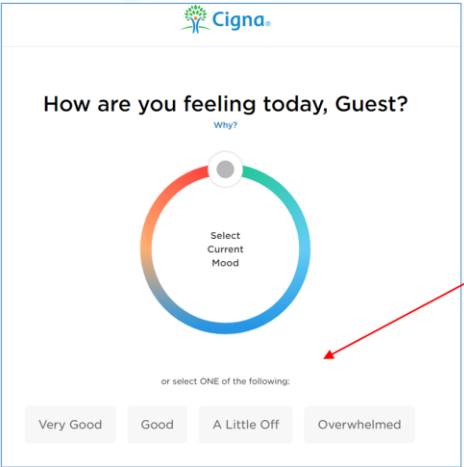 Cigna®
How are you feeling today, Guest?
Why?
Select
Current
Mood
or select ONE of the following:
Very Good Good A Little Off Overwhelmed